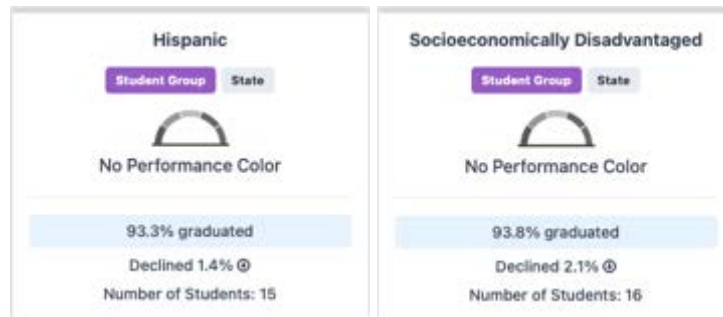 Hispanic
Student Group State
No Performance Color
93.3% graduated
Declined 1.4%
Number of Students: 15
Socioeconomically Disadvantaged
Student Group State
No Performance Color
93.8% graduated
Declined 2.1%
Number of Students: 16